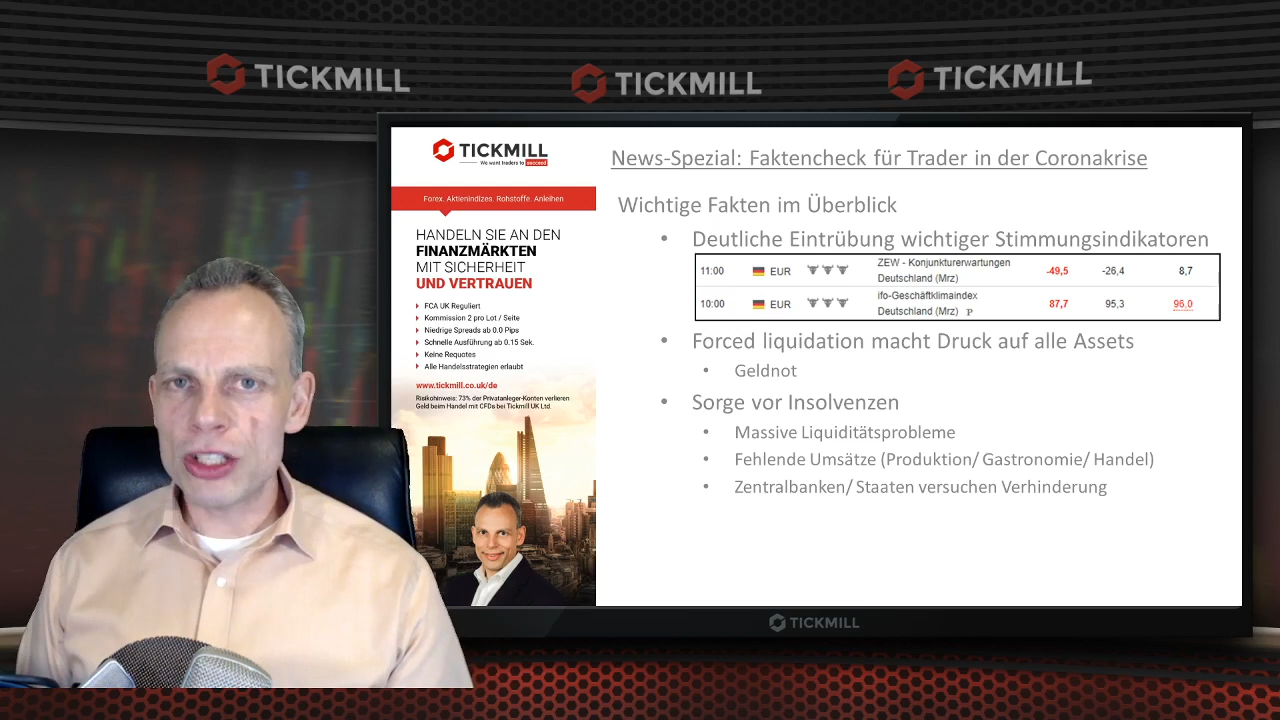 TICKMILL
TICKMILL
TICKMILL
TICKMILL
We want traders to succeed
Forex. Aktienindizes. Rohstoffe. Anleihen
HANDELN SIE AN DEN
FINANZMÄRKTEN
MIT SICHERHEIT
UND VERTRAUEN
FCA UK Reguliert
Kommission 2 pro Lot / Seite
Niedrige Spreads ab 0.0 Pips
Schnelle Ausführung ab 0.15 Sek.
Keine Requotes
Alle Handelsstrategien erlaubt
www.tickmill.co.uk/de
Risikohinweis: 73% der Privatanleger-Konten verlieren
Geld beim Handel mit CFDs bei Tickmill UK Ltd.
News-Spezial: Faktencheck für Trader in der Coronakrise
Wichtige Fakten im Überblick
• Deutliche Eintrübung wichtiger Stimmungsindikatoren
11:00 EUR ZEW - Konjunkturerwartungen Deutschland (Mrz) -49,5 -26,4 8,7
10:00 EUR ifo-Geschäftklimaindex Deutschland (Mrz) P 87,7 95,3 96,0
• Forced liquidation macht Druck auf alle Assets
• Geldnot
• Sorge vor Insolvenzen
• Massive Liquiditätsprobleme
• Fehlende Umsätze (Produktion/ Gastronomie/ Handel)
• Zentralbanken/ Staaten versuchen Verhinderung
TICKMILL